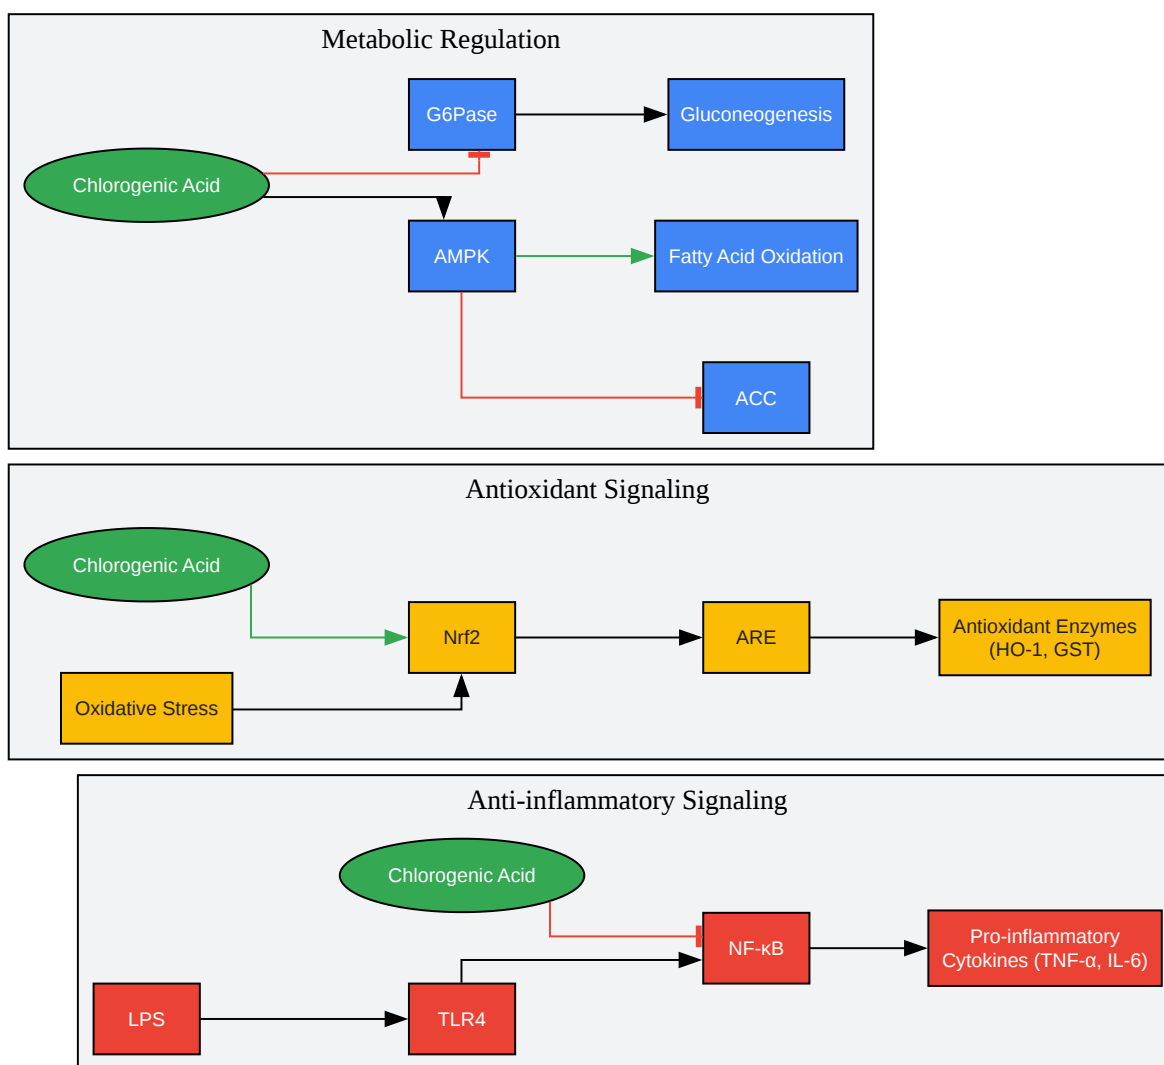 Metabolic Regulation
G6Pase
Gluconeogenesis
Chlorogenic Acid
AMPK
Fatty Acid Oxidation
ACC
Antioxidant Signaling
Chlorogenic Acid
Nrf2
ARE
Antioxidant Enzymes
(HO-1, GST)
Oxidative Stress
Anti-inflammatory Signaling
Chlorogenic Acid
NF-κB
Pro-inflammatory
Cytokines (TNF-α, IL-6)
LPS
TLR4